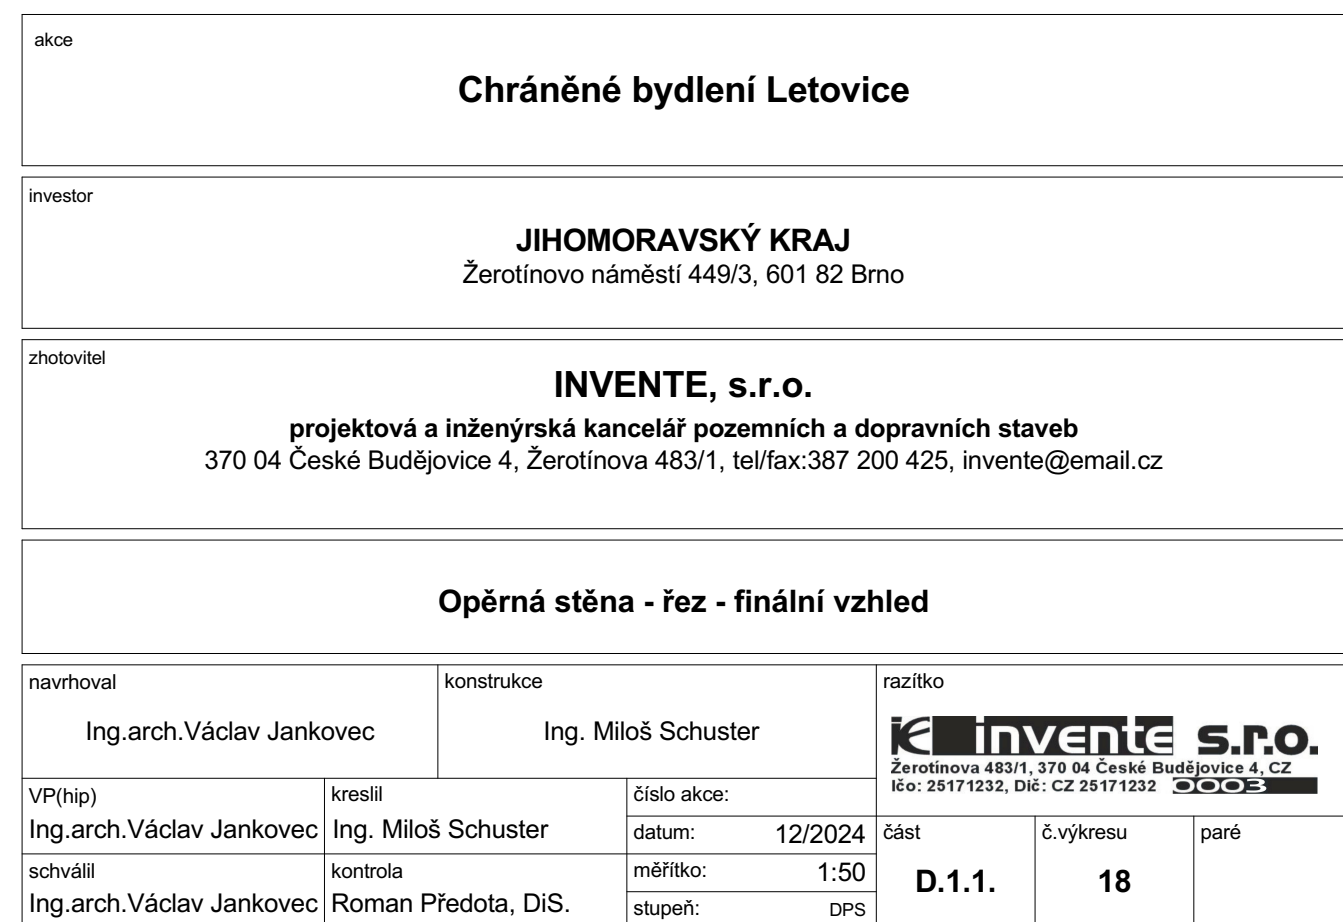 akce
Chráněné bydlení Letovice
investor
JIHOMORAVSKÝ KRAJ
Žerotínovo náměstí 449/3, 601 82 Brno
zhotovitel
INVENTE, s.r.o.
projektová a inženýrská kancelář pozemních a dopravních staveb
370 04 České Budějovice 4, Žerotínova 483/1, tel/fax:387 200 425, invente@email.cz
Opěrná stěna - řez - finální vzhled
navrhoval
Ing.arch.Václav Jankovec
konstrukce
Ing. Miloš Schuster
razítko
invente s.r.o.
Žerotínova 483/1, 370 04 České Budějovice 4, CZ
Ičo: 25171232, Dič: CZ 25171232 0003
VP(hip)
Ing.arch.Václav Jankovec
kreslil
Ing. Miloš Schuster
číslo akce:
datum: 12/2024
schválil
Ing.arch.Václav Jankovec
kontrola
Roman Předota, DiS.
měřítko: 1:50
stupeň: DPS
část
D.1.1.
č.výkresu
18
paré